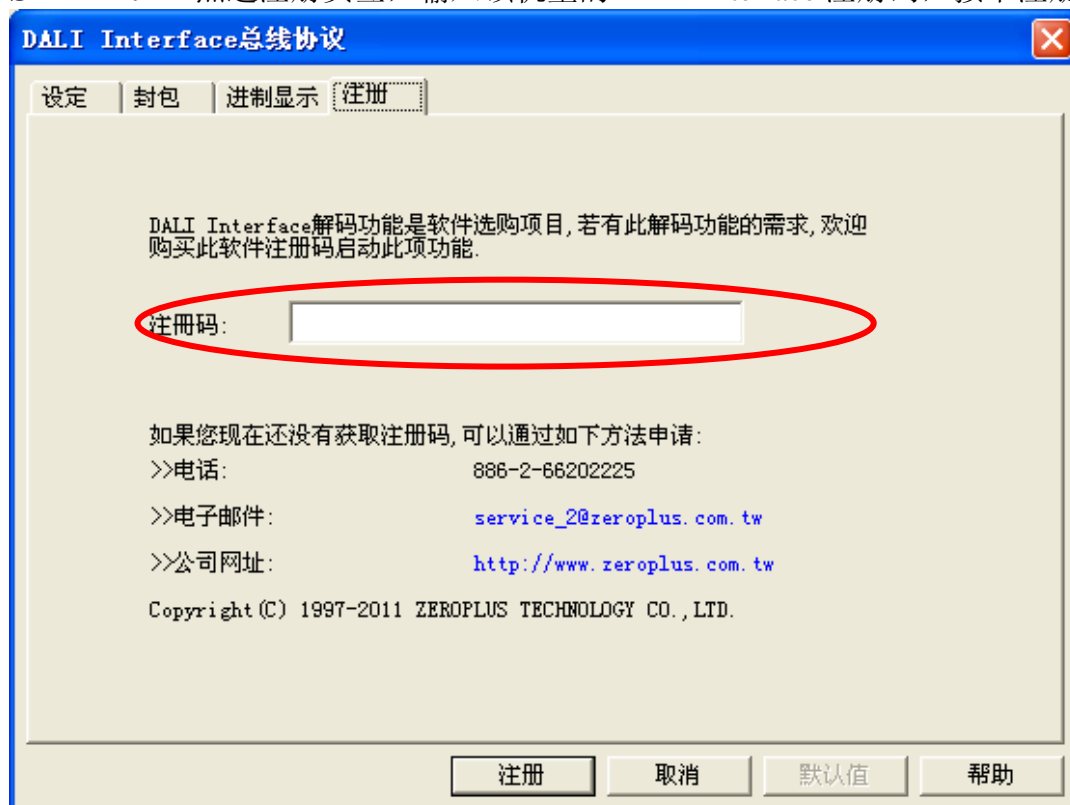 DALI Interface总线协议
设定 封包 进制显示 注册
DALI Interface解码功能是软件选购项目,若有此解码功能的需求,欢迎
购买此软件注册码启动此项功能.
注册码:
如果您现在还没有获取注册码,可以通过如下方法申请:
>>电话: 886-2-66202225
>>电子邮件: service_2@zeroplus.com.tw
>>公司网址: http://www.zeroplus.com.tw
Copyright(C) 1997-2011 ZEROPLUS TECHNOLOGY CO.,LTD.
注册 取消 默认值 帮助